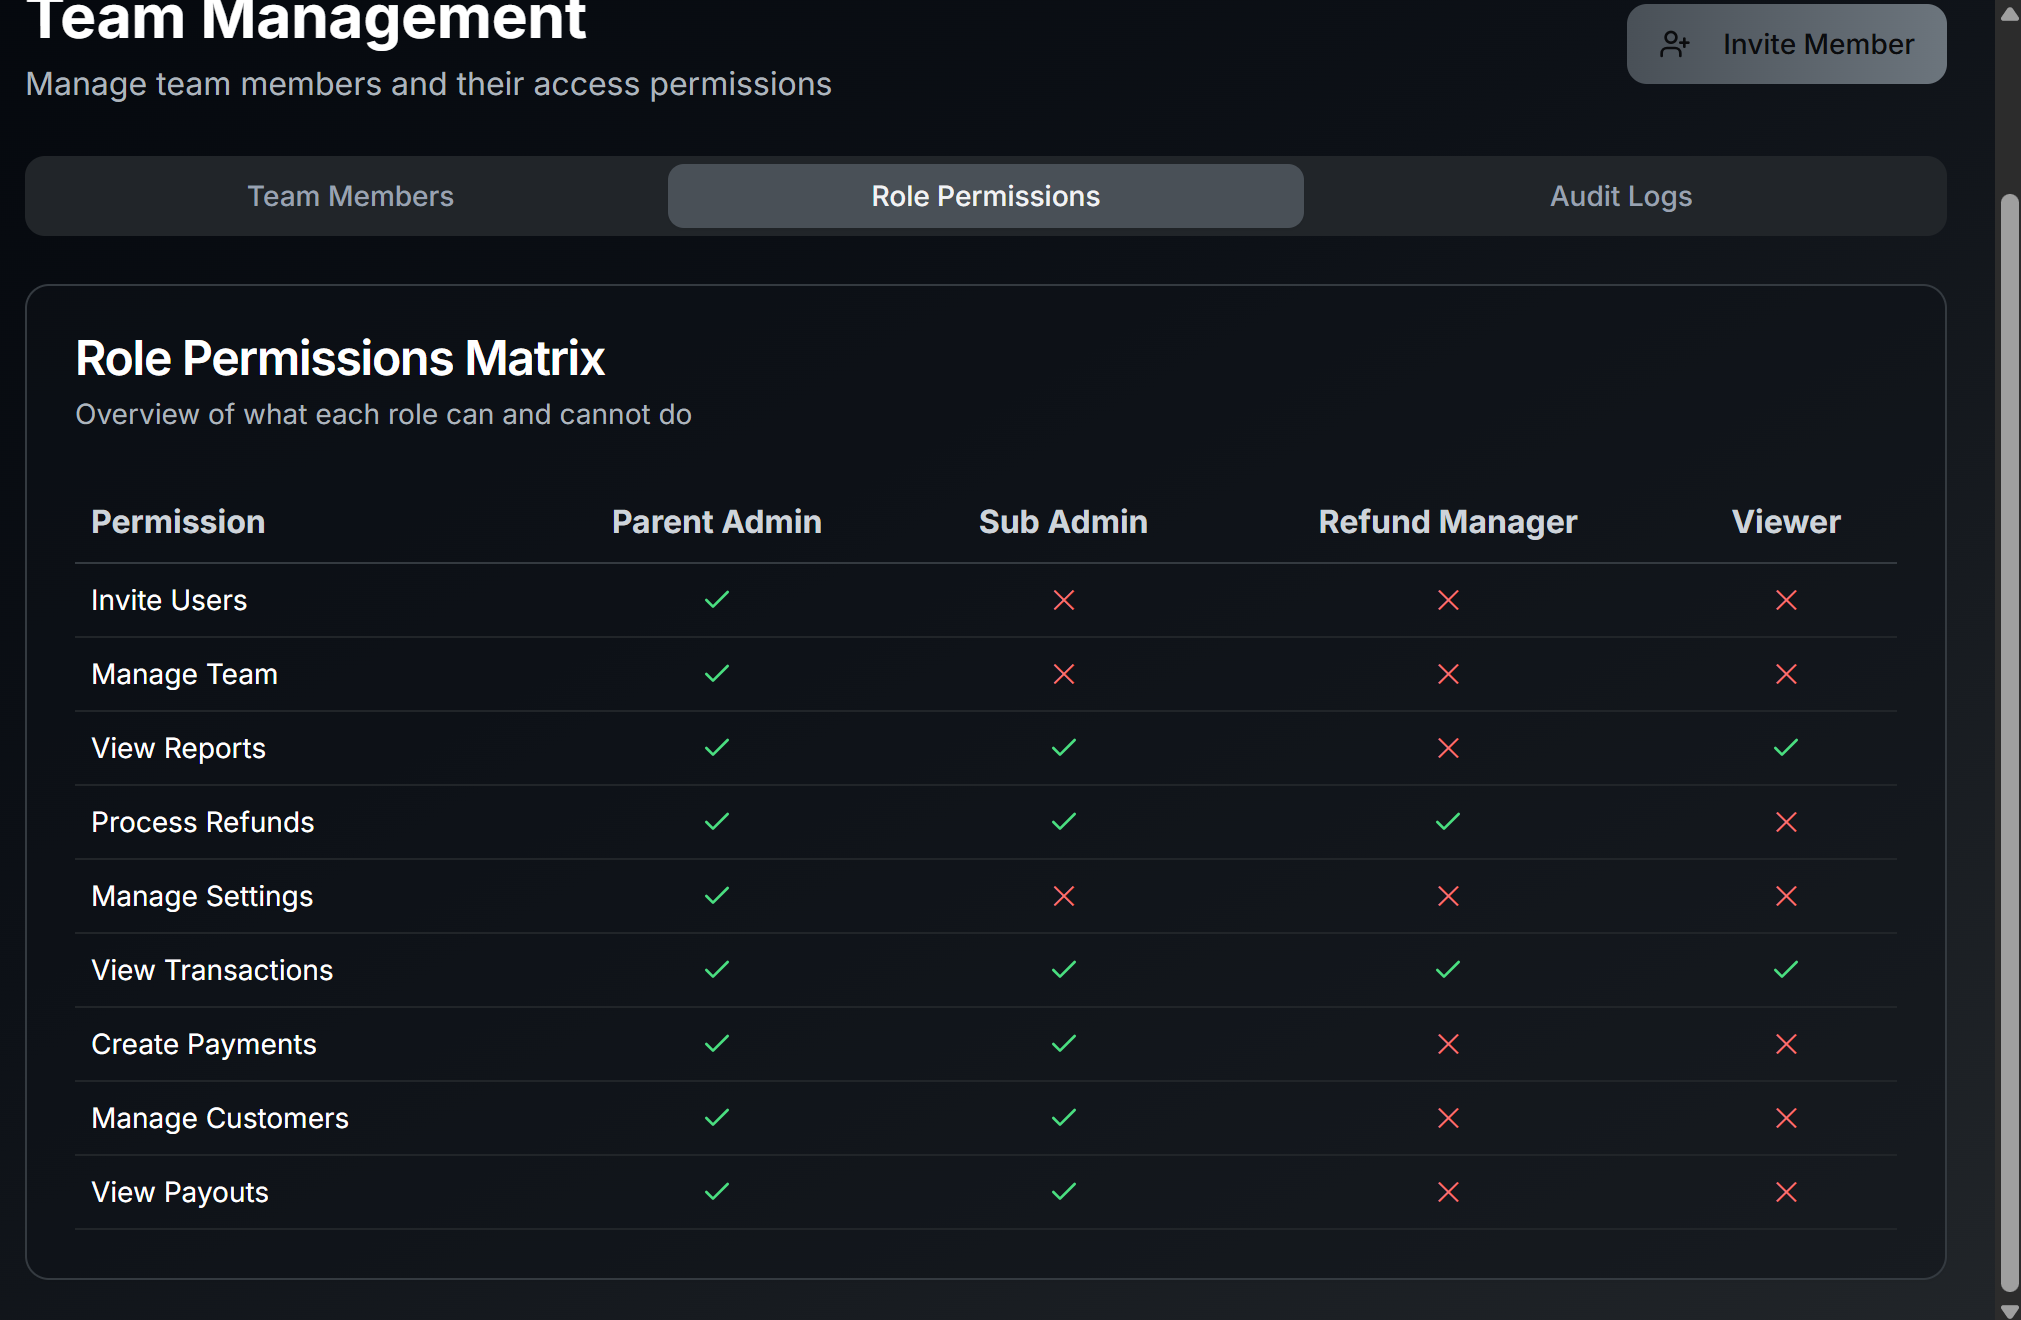 Team Management
Manage team members and their access permissions
Invite Member
Team Members
Role Permissions
Audit Logs
Role Permissions Matrix
Overview of what each role can and cannot do
Permission Parent Admin Sub Admin Refund Manager Viewer
Invite Users
Manage Team
View Reports
Process Refunds
Manage Settings
View Transactions
Create Payments
Manage Customers
View Payouts